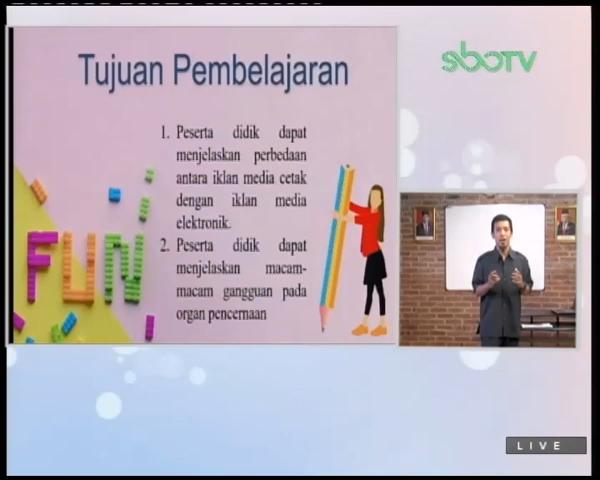 sboTV
Tujuan Pembelajaran
1. Peserta didik dapat
menjelaskan perbedaan
antara iklan media cetak
dengan iklan media
elektronik.
2. Peserta didik dapat
menjelaskan macam-
macam gangguan pada
organ pencernaan
FUN
LIVE